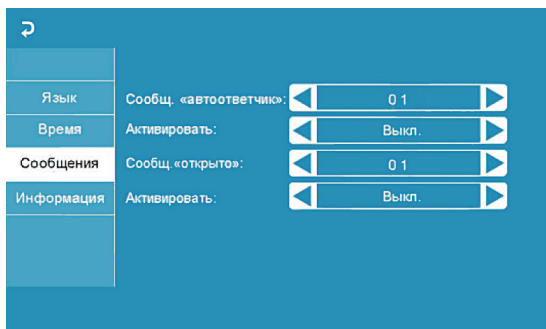 Язык
Сообщ. «автоответчик»: 01
Время
Активировать: Выкл.
Сообщения
Сообщ.«открыто»: 01
Информация
Активировать: Выкл.